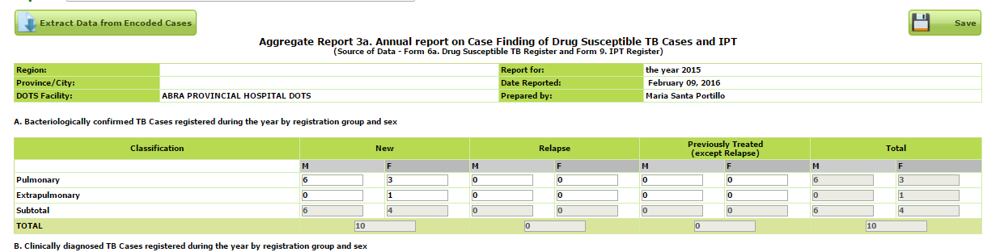 Extract Data from Encoded Cases
Save
Aggregate Report 3a. Annual report on Case Finding of Drug Susceptible TB Cases and IPT
(Source of Data - Form 6a. Drug Susceptible TB Register and Form 9. IPT Register)
Region: Report for: the year 2015
Province/City: Date Reported: February 09, 2016
DOTS Facility: ABRA PROVINCIAL HOSPITAL DOTS Prepared by: Maria Santa Portillo
A. Bacteriologically confirmed TB Cases registered during the year by registration group and sex
Classification New Relapse Previously Treated (except Relapse) Total
M F M F M F M F
Pulmonary 6 3 0 0 0 0 6 3
Extrapulmonary 0 1 0 0 0 0 0 1
Subtotal 6 4 0 0 0 0 6 4
TOTAL 10 0 0 10
B. Clinically diagnosed TB Cases registered during the year by registration group and sex